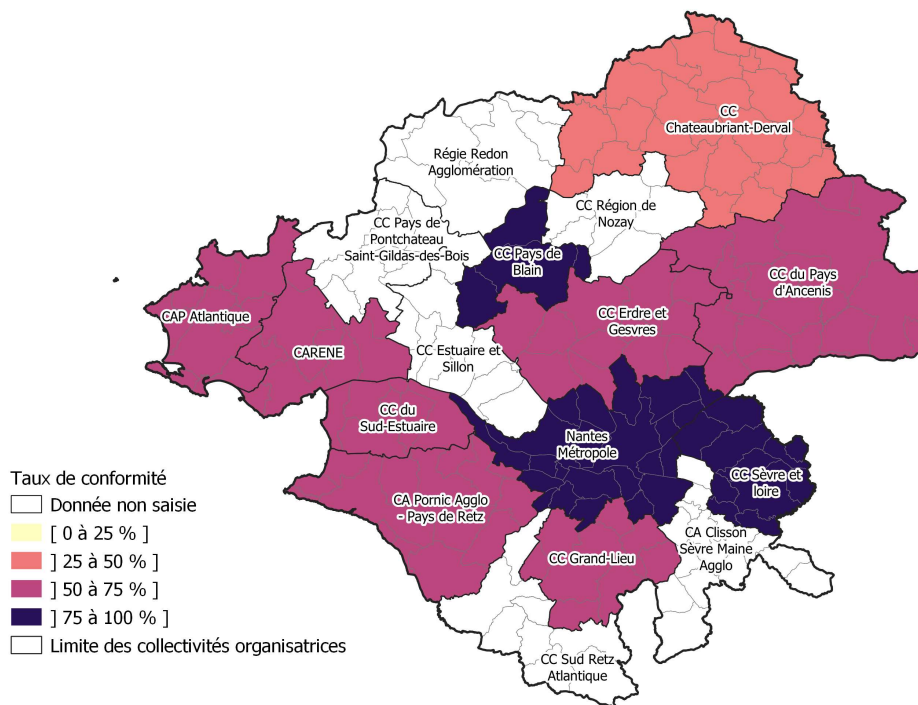 CC
Chateaubriant-Derval
Régie Redon
Agglomération
CC Région de
Nozay
CC Pays de
Pontchateau
Saint-Gildas-des-Bois
CC Pays de
Blain
CC du Pays
d'Ancenis
CAP Atlantique
CC Erdre et
Gesvres
CARENE
CC Estuaire et
Sillon
CC du
Sud-Estuaire
Nantes
Métropole
CC Sèvre et
loire
CA Pornic Agglo
- Pays de Retz
CA Clisson
Sèvre Maine
Agglo
CC Grand-Lieu
CC Sud Retz
Atlantique
Taux de conformité
Donnée non saisie
[ 0 à 25 % ]
] 25 à 50 % ]
] 50 à 75 % ]
] 75 à 100 % ]
Limite des collectivités organisatrices